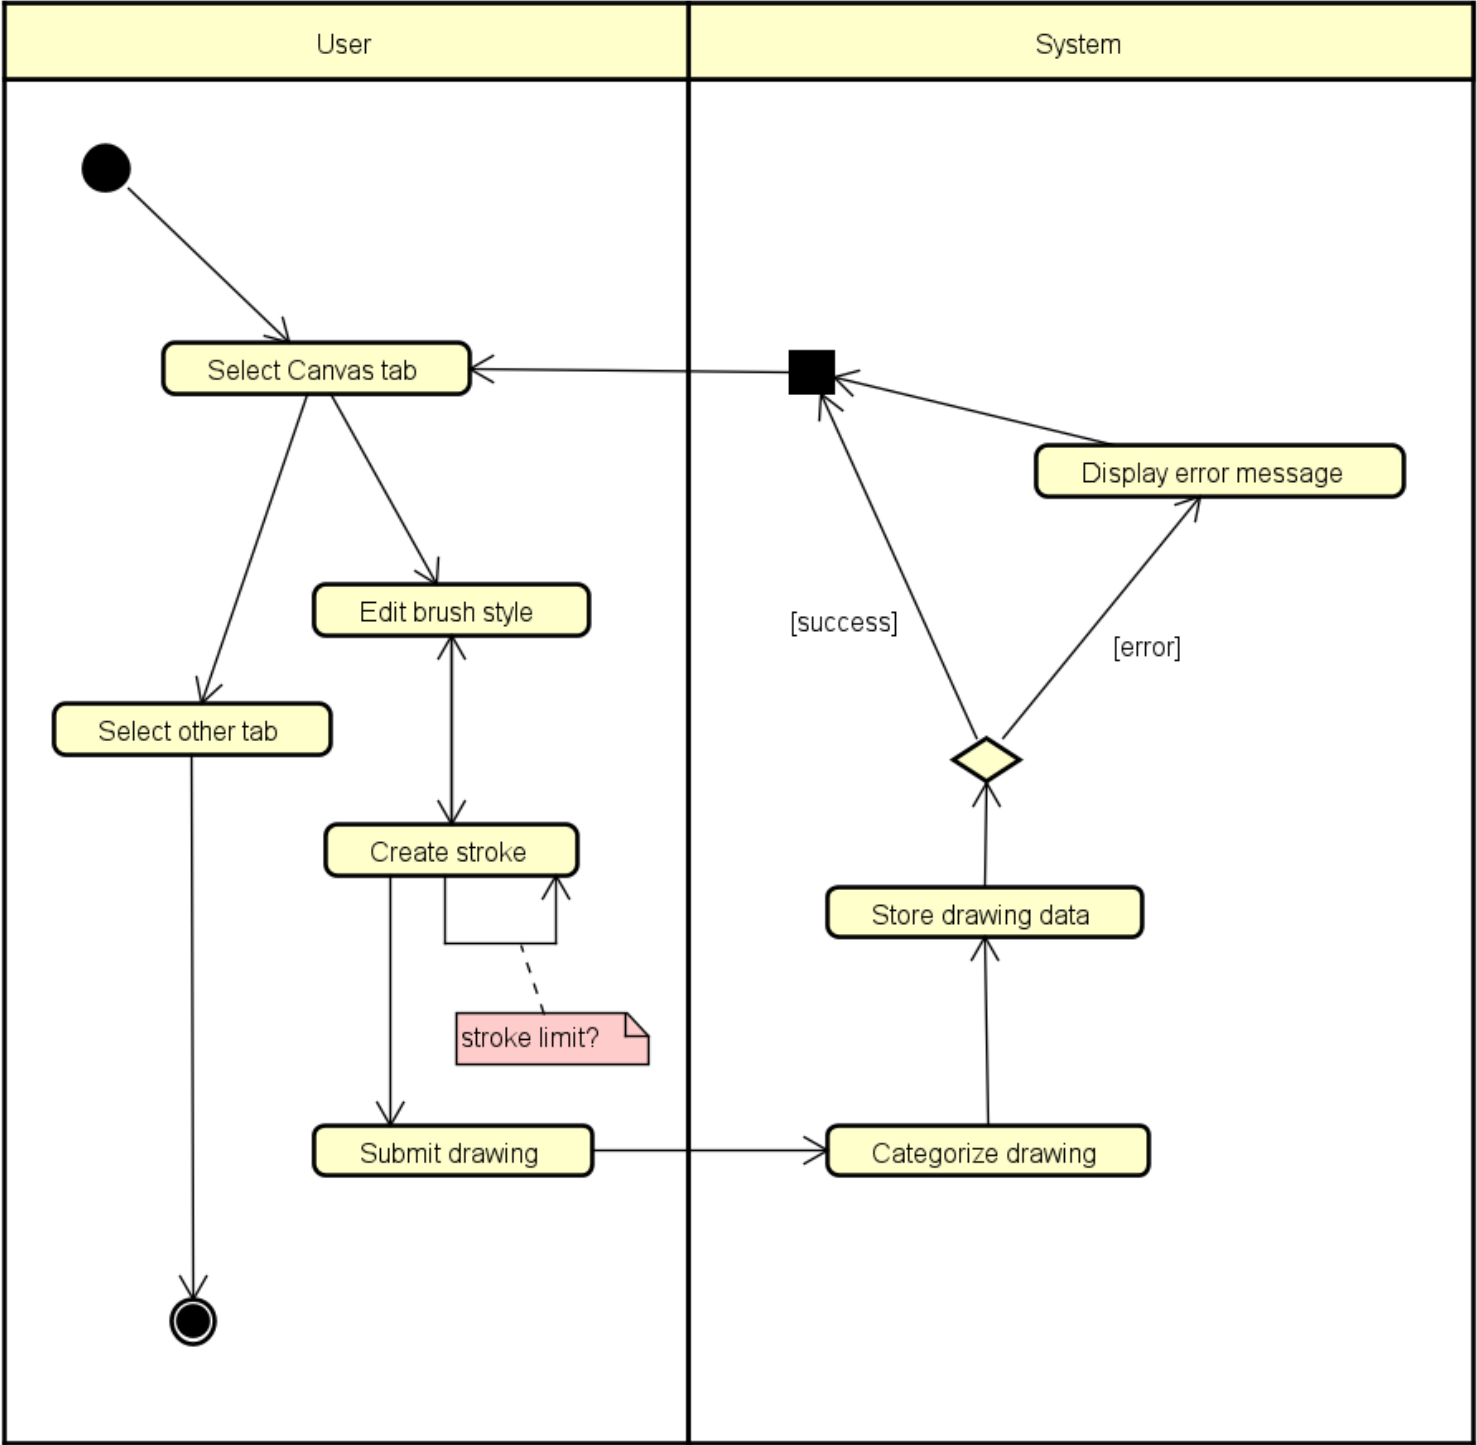 User
System
Select Canvas tab
Display error message
Edit brush style
[success]
[error]
Select other tab
Create stroke
Store drawing data
stroke limit?
Submit drawing
Categorize drawing